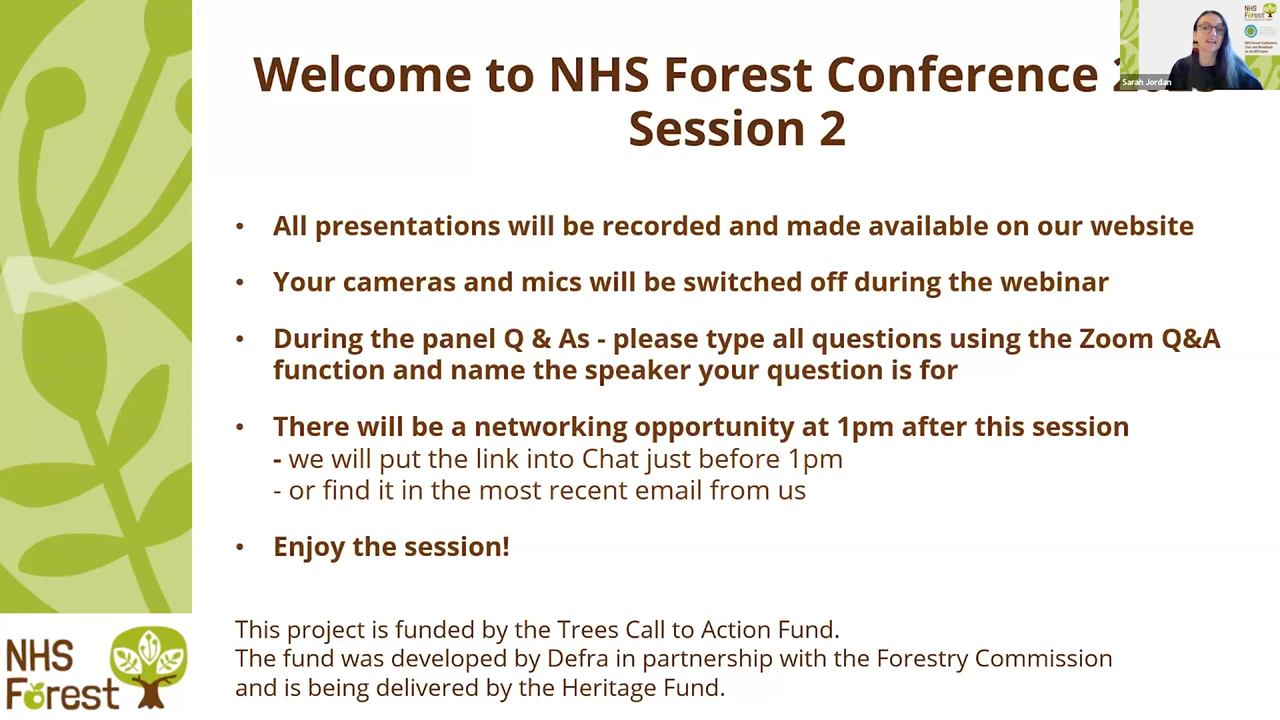 Welcome to NHS Forest Conference
Session 2
Sarah Jordan
NHS
Forest
• All presentations will be recorded and made available on our website
• Your cameras and mics will be switched off during the webinar
• During the panel Q & As - please type all questions using the Zoom Q&A
function and name the speaker your question is for
• There will be a networking opportunity at 1pm after this session
- we will put the link into Chat just before 1pm
- or find it in the most recent email from us
• Enjoy the session!
This project is funded by the Trees Call to Action Fund.
The fund was developed by Defra in partnership with the Forestry Commission
and is being delivered by the Heritage Fund.
NHS
Forest